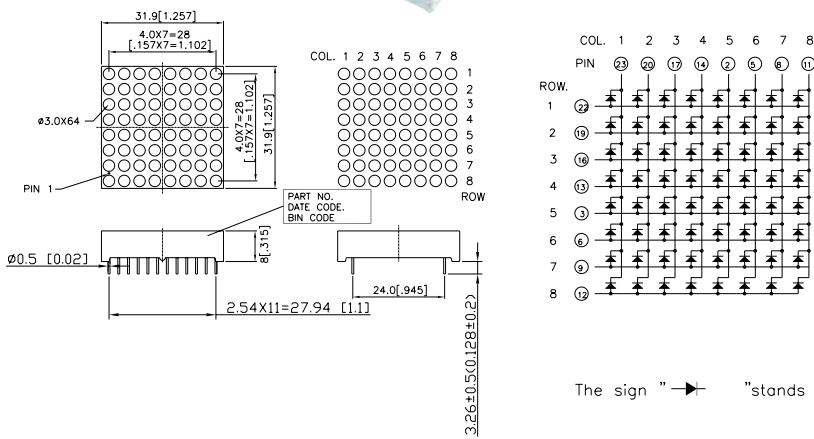 31.9[1.257]
4.0X7=28
[.157X7=1.102]
ø3.0X64
4.0X7=28
[.157X7=1.102]
31.9[1.257]
PIN 1
COL. 1 2 3 4 5 6 7 8
1
2
3
4
5
6
7
8
ROW
PART NO.
DATE CODE.
BIN CODE
8[.315]
Ø0.5 [0.02]
2.54X11=27.94 [1.1]
24.0[.945]
3.26±0.5(0.128±0.2)
COL. 1 2 3 4 5 6 7 8
PIN 23 20 17 14 2 5 8 11
ROW.
1 22
2 19
3 16
4 13
5 3
6 6
7 9
8 12
The sign " "stands